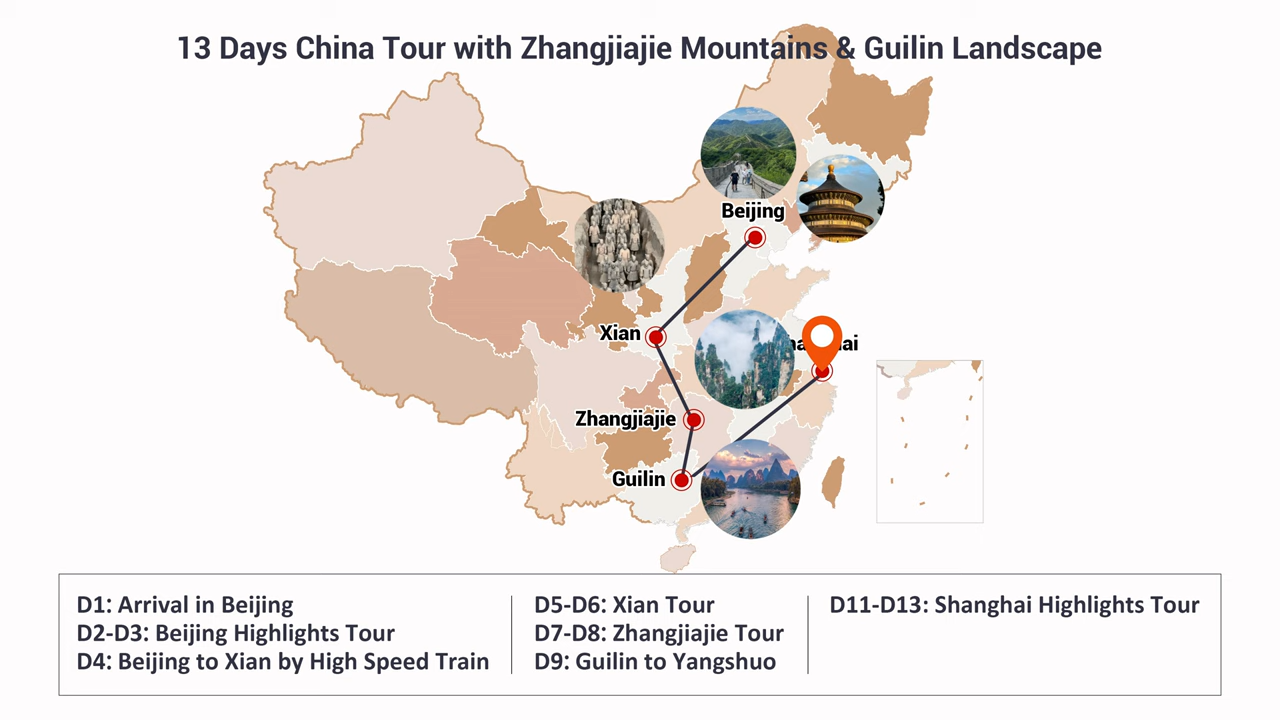 13 Days China Tour with Zhangjiajie Mountains & Guilin Landscape
Beijing
Xian
Zhangjiajie
Guilin
D1: Arrival in Beijing
D2-D3: Beijing Highlights Tour
D4: Beijing to Xian by High Speed Train
D5-D6: Xian Tour
D7-D8: Zhangjiajie Tour
D9: Guilin to Yangshuo
D11-D13: Shanghai Highlights Tour